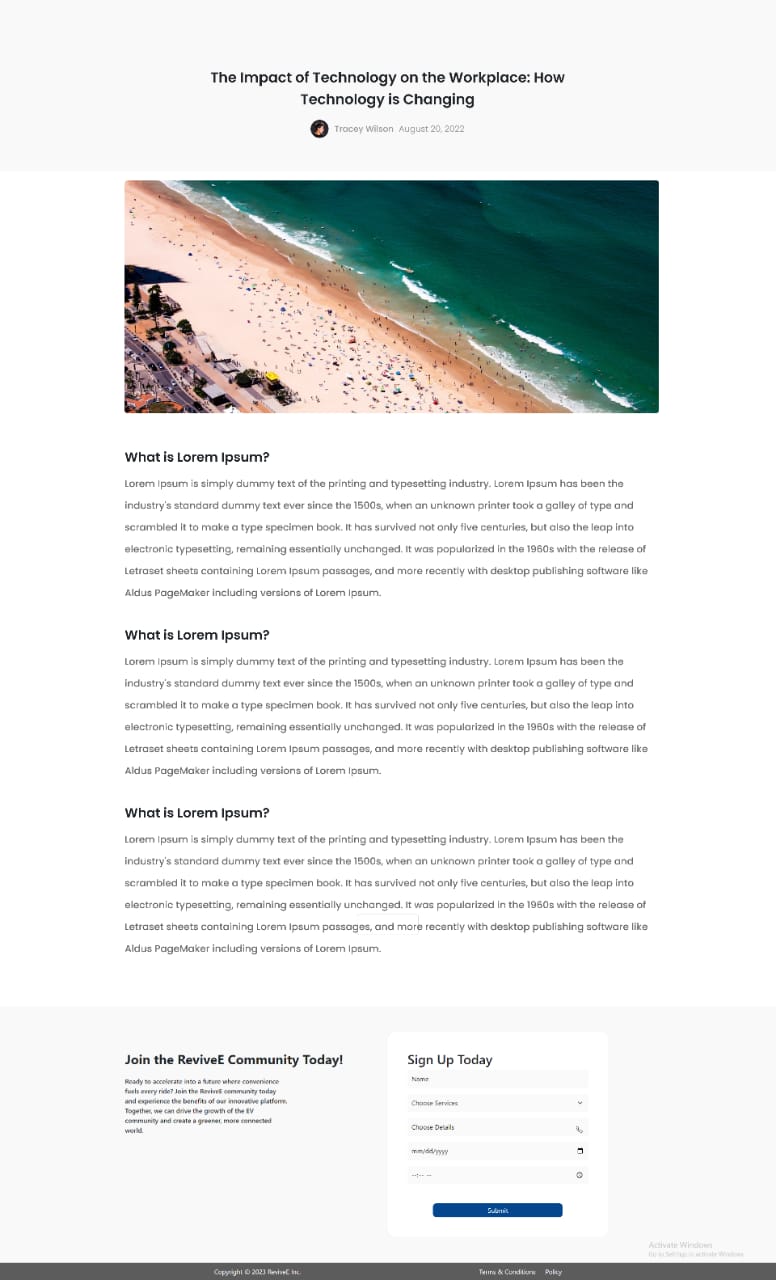 The Impact of Technology on the Workplace: How
Technology is Changing
Tracey Wilson August 20, 2022
What is Lorem Ipsum?
Lorem Ipsum is simply dummy text of the printing and typesetting industry. Lorem Ipsum has been the
industry's standard dummy text ever since the 1500s, when an unknown printer took a galley of type and
scrambled it to make a type specimen book. It has survived not only five centuries, but also the leap into
electronic typesetting, remaining essentially unchanged. It was popularized in the 1960s with the release of
Letraset sheets containing Lorem Ipsum passages, and more recently with desktop publishing software like
Aldus PageMaker including versions of Lorem Ipsum.
What is Lorem Ipsum?
Lorem Ipsum is simply dummy text of the printing and typesetting industry. Lorem Ipsum has been the
industry's standard dummy text ever since the 1500s, when an unknown printer took a galley of type and
scrambled it to make a type specimen book. It has survived not only five centuries, but also the leap into
electronic typesetting, remaining essentially unchanged. It was popularized in the 1960s with the release of
Letraset sheets containing Lorem Ipsum passages, and more recently with desktop publishing software like
Aldus PageMaker including versions of Lorem Ipsum.
What is Lorem Ipsum?
Lorem Ipsum is simply dummy text of the printing and typesetting industry. Lorem Ipsum has been the
industry's standard dummy text ever since the 1500s, when an unknown printer took a galley of type and
scrambled it to make a type specimen book. It has survived not only five centuries, but also the leap into
electronic typesetting, remaining essentially unchanged. It was popularized in the 1960s with the release of
Letraset sheets containing Lorem Ipsum passages, and more recently with desktop publishing software like
Aldus PageMaker including versions of Lorem Ipsum.
Join the ReviveE Community Today!
Ready to accelerate into a future where convenience
fuels every ride? Join the ReviveE community today
and experience the benefits of our innovative platform.
Together, we can drive the growth of the EV
community and create a greener, more connected
world.
Sign Up Today
Name
Choose Services
Choose Details
mm/dd/yyyy
--:-- --
Submit
Activate Windows
Go to Settings to activate Windows.
Copyright © 2023 ReviveE Inc.
Terms & Conditions Policy